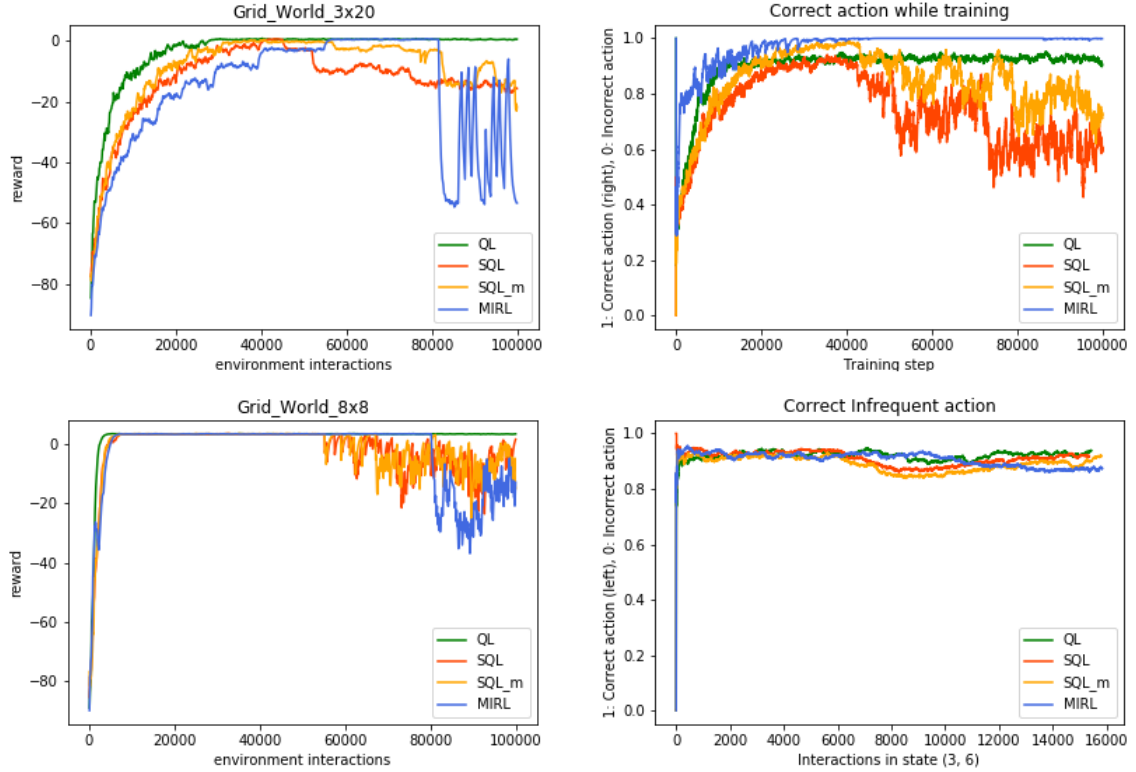 Grid_World_3x20
0
−20
−40
−60
−80
reward
0 20000 40000 60000 80000 100000
environment interactions
QL
SQL
SQL_m
MIRL
Correct action while training
1.0
0.8
0.6
0.4
0.2
0.0
1: Correct action (right), 0: Incorrect action
0 20000 40000 60000 80000 100000
Training step
QL
SQL
SQL_m
MIRL
Grid_World_8x8
0
−20
−40
−60
−80
reward
0 20000 40000 60000 80000 100000
environment interactions
QL
SQL
SQL_m
MIRL
Correct Infrequent action
1.0
0.8
0.6
0.4
0.2
0.0
1: Correct action (left), 0: Incorrect action
0 2000 4000 6000 8000 10000 12000 14000 16000
Interactions in state (3, 6)
QL
SQL
SQL_m
MIRL